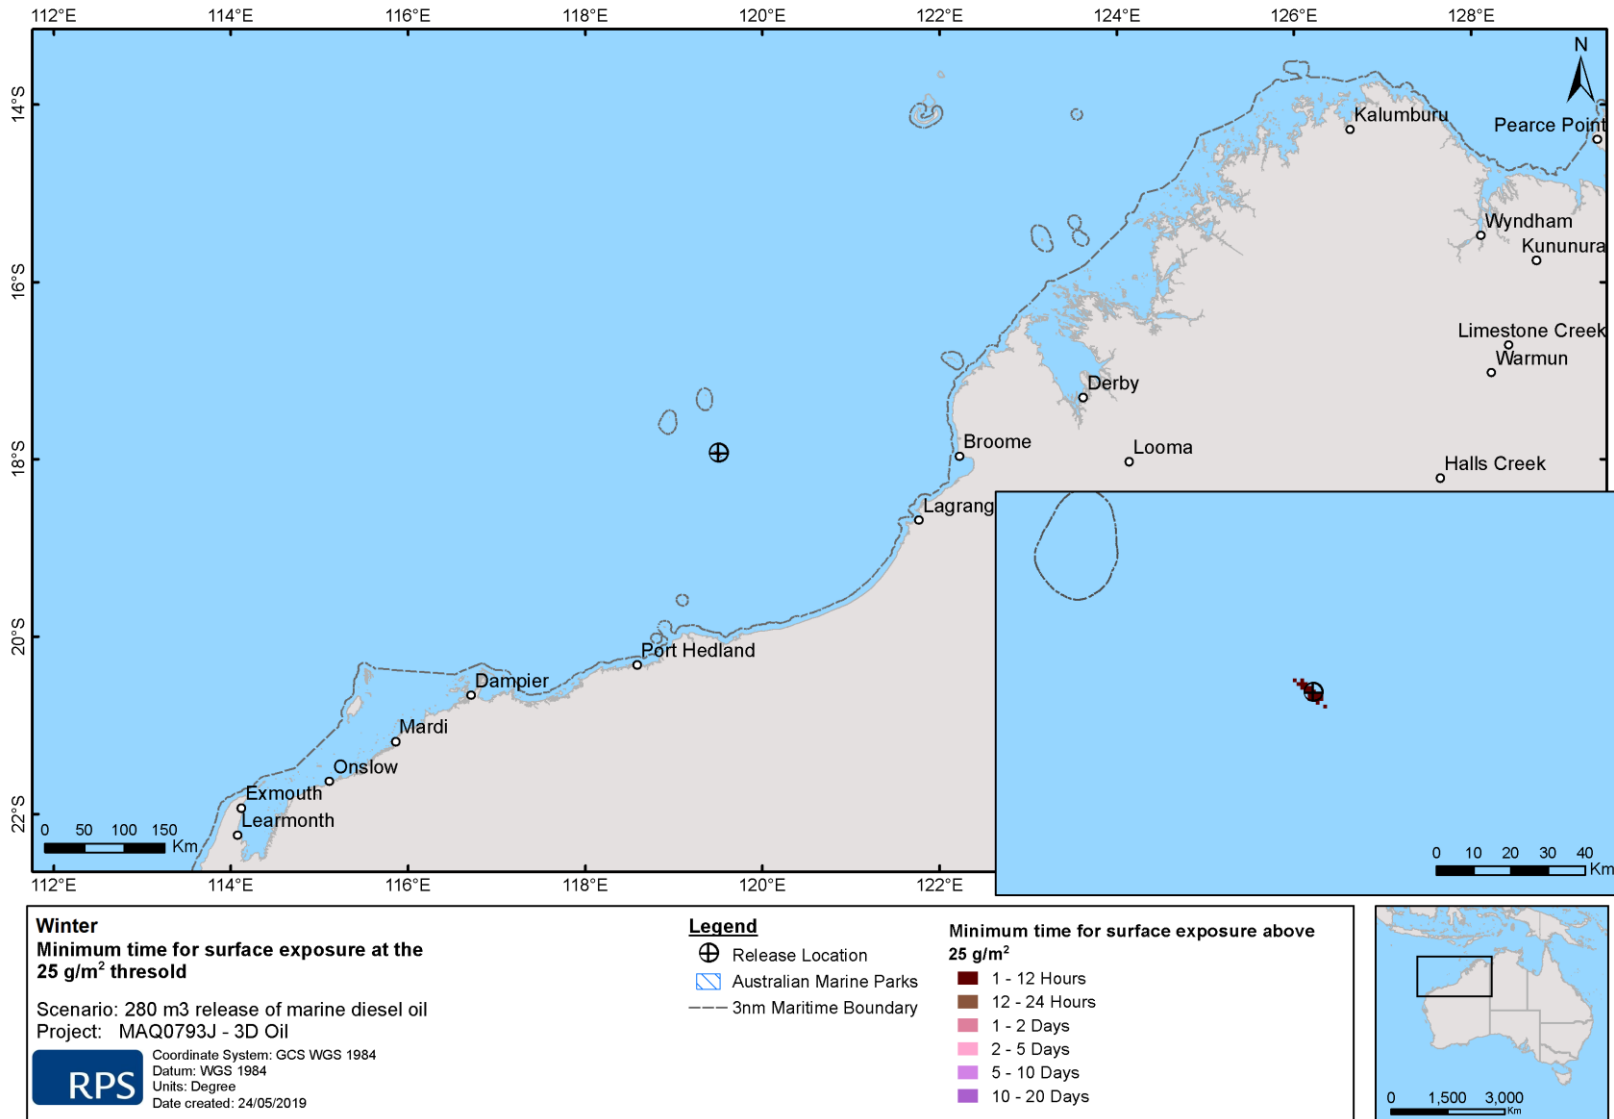 112°E 114°E 116°E 118°E 120°E 122°E 124°E 126°E 128°E
N
14°S
Kalumburu
Pearce Point
Wyndham
Kununura
16°S
Limestone Creek
Warmun
Derby
Broome
Looma
18°S
Halls Creek
Lagrang
20°S
Port Hedland
Dampier
Mardi
Onslow
Exmouth
22°S
Learmonth
0 50 100 150
Km
0 10 20 30 40
Km
112°E 114°E 116°E 118°E 120°E 122°E
Winter
Minimum time for surface exposure at the
25 g/m² thresold
Scenario: 280 m3 release of marine diesel oil
Project: MAQ0793J - 3D Oil
RPS
Coordinate System: GCS WGS 1984
Datum: WGS 1984
Units: Degree
Date created: 24/05/2019
Legend
Release Location
Australian Marine Parks
3nm Maritime Boundary
Minimum time for surface exposure above
25 g/m²
1 - 12 Hours
12 - 24 Hours
1 - 2 Days
2 - 5 Days
5 - 10 Days
10 - 20 Days
0 1,500 3,000
Km